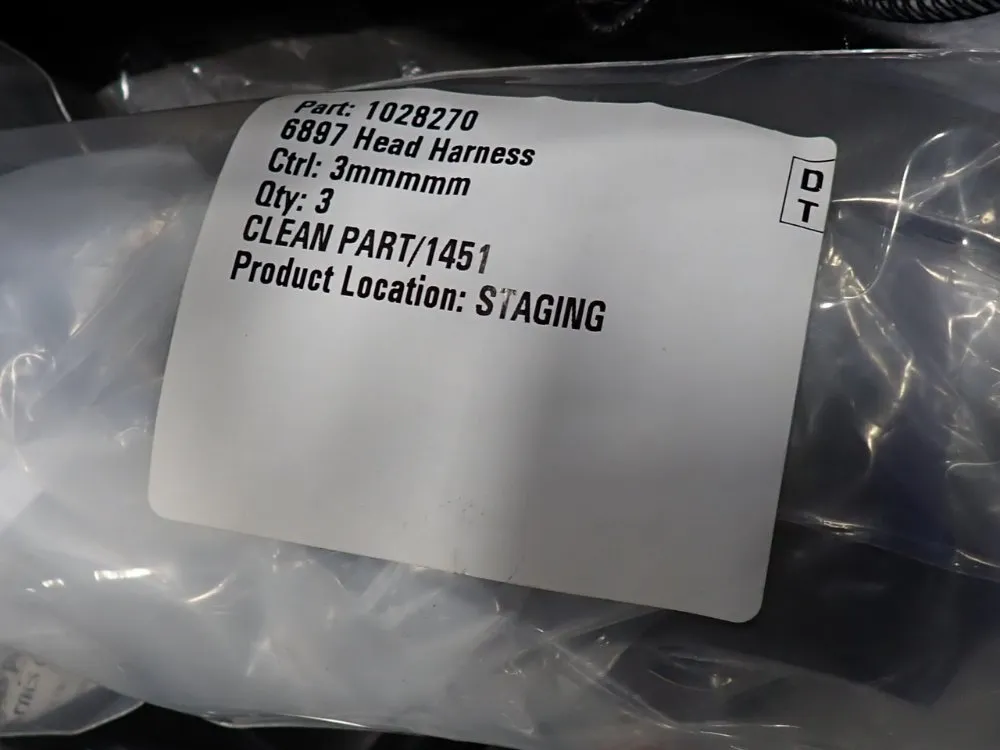 Part: 1028270
6897 Head Harness
Ctrl: 3mmmmm
Qty: 3
CLEAN PART/1451
Product Location: STAGING
D
T